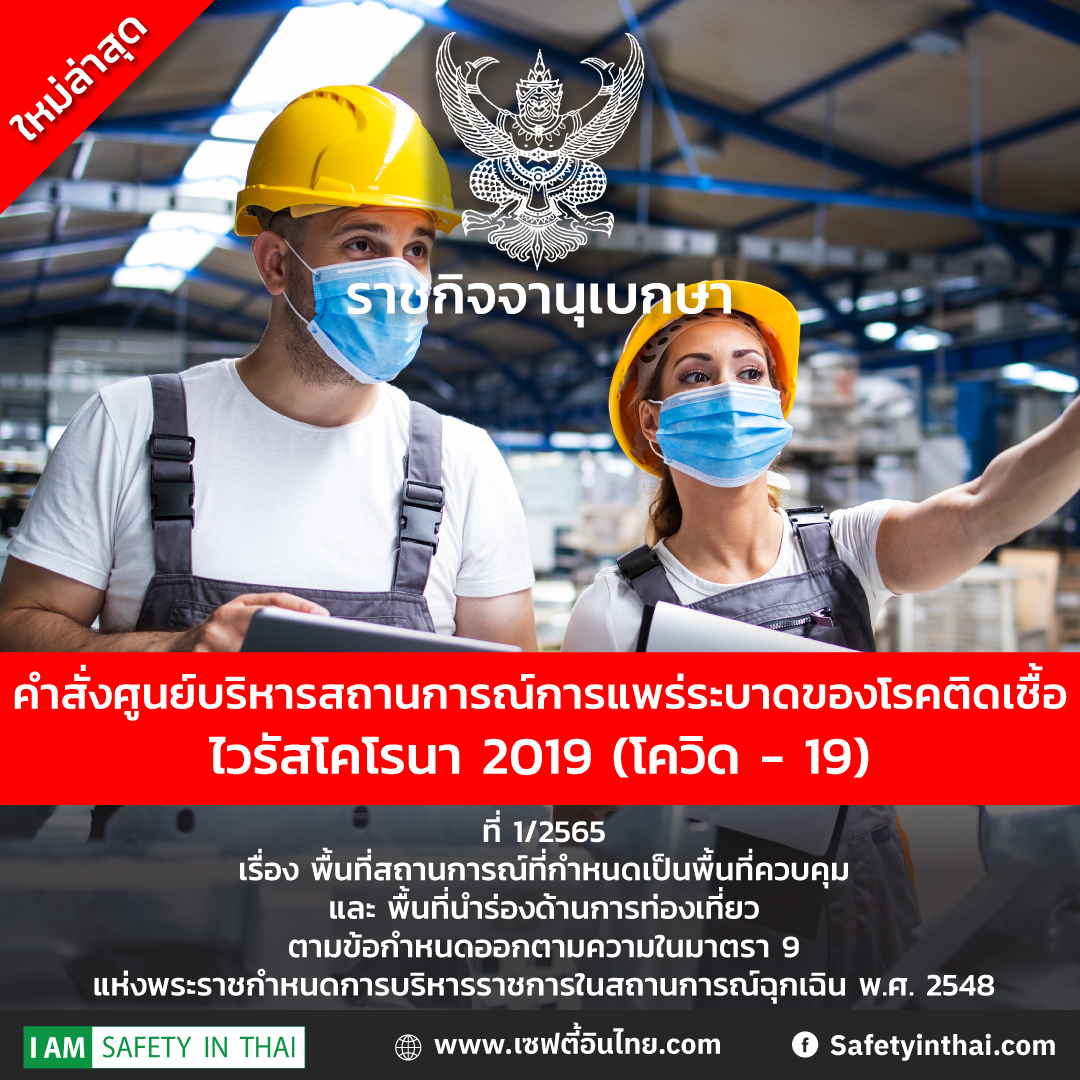 ใหม่ล่าสุด
ราชกิจจานุเบกษา
คำสั่งศูนย์บริหารสถานการณ์การแพร่ระบาดของโรคติดเชื้อ
ไวรัสโคโรนา 2019 (โควิด - 19)
ที่ 1/2565
เรื่อง พื้นที่สถานการณ์ที่กำหนดเป็นพื้นที่ควบคุม
และ พื้นที่นำร่องด้านการท่องเที่ยว
ตามข้อกำหนดออกตามความในมาตรา 9
แห่งพระราชกำหนดการบริหารราชการในสถานการณ์ฉุกเฉิน พ.ศ. 2548
I AM SAFETY IN THAI
www.เซฟตี้อินไทย.com
Safetyinthai.com